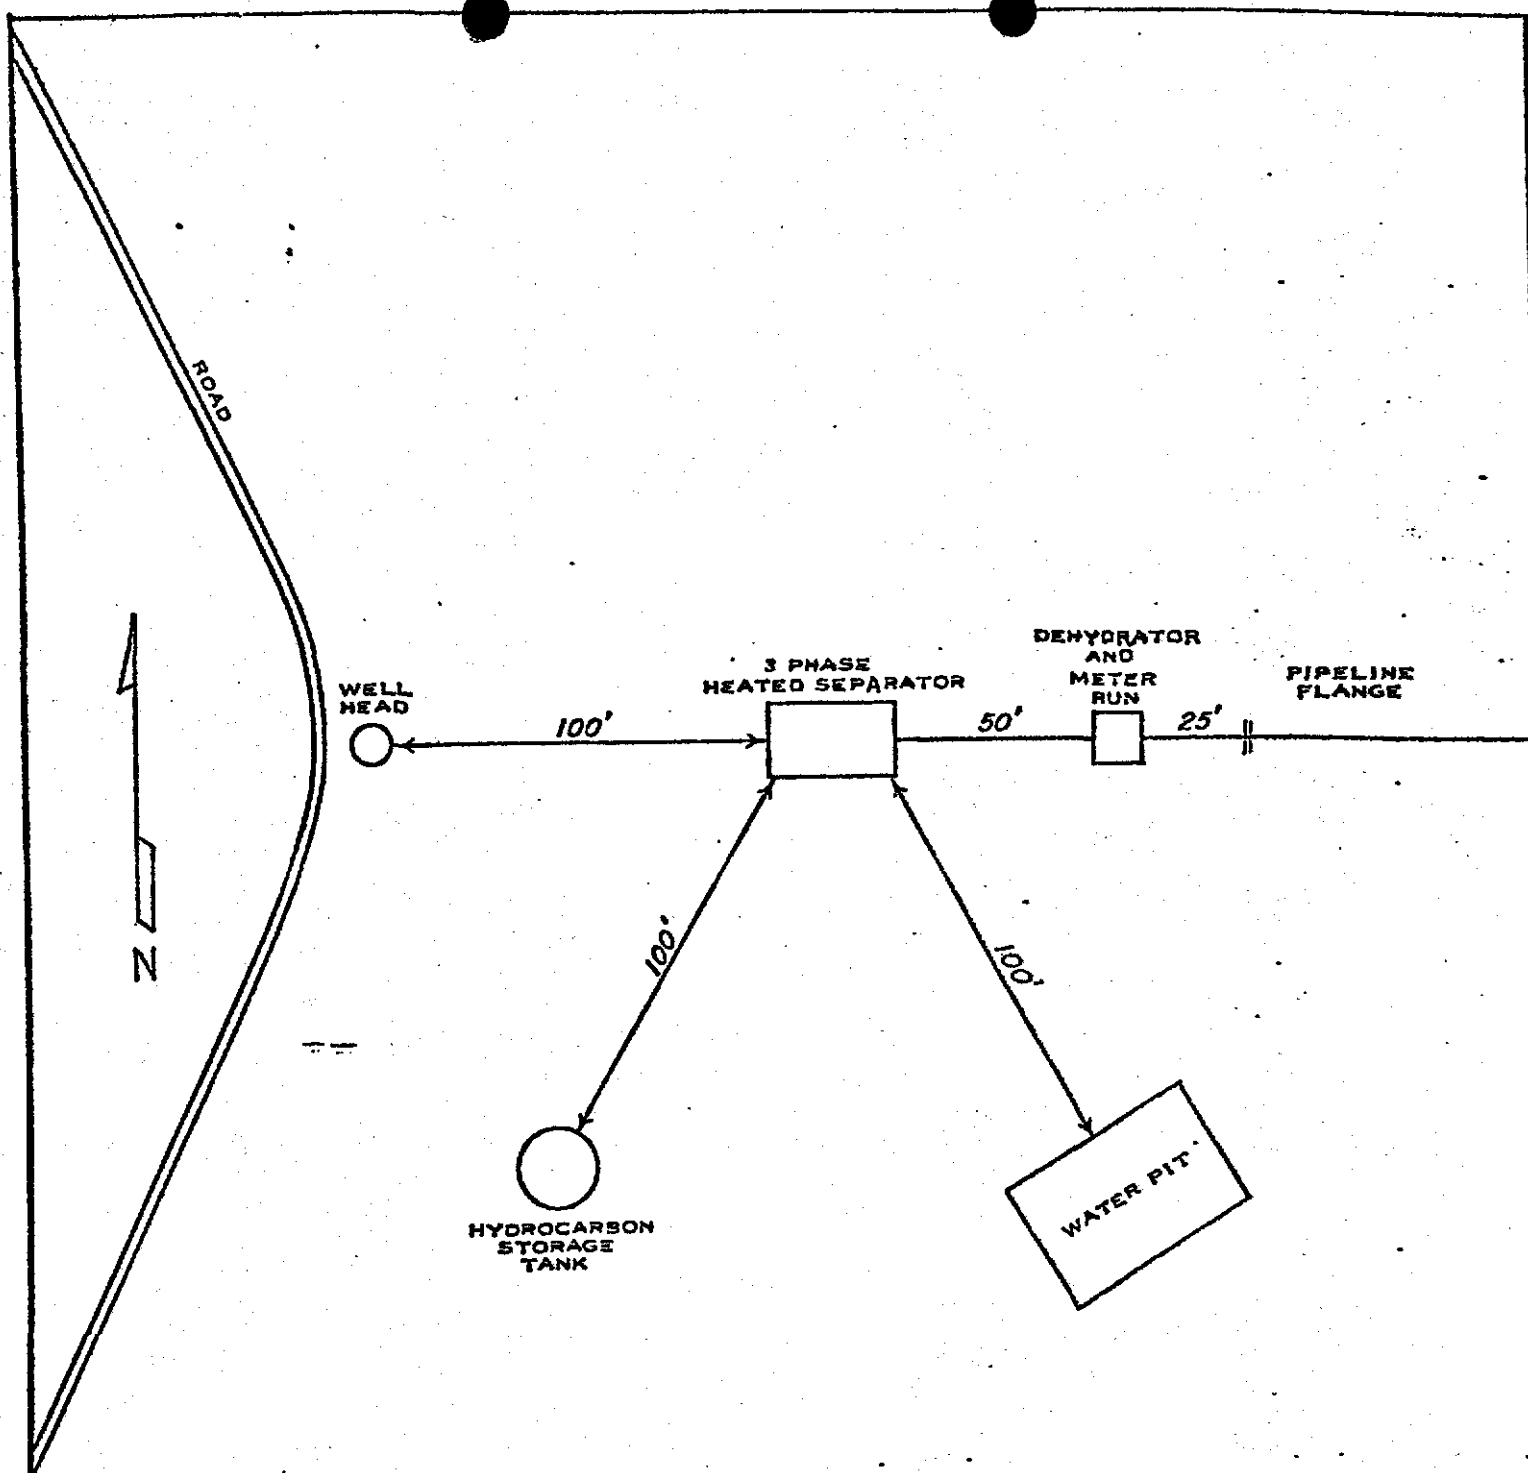 ROAD
WELL
HEAD
100'
3 PHASE
HEATED SEPARATOR
50'
DEHYDRATOR
AND
METER
RUN
25'
PIPELINE
FLANGE
N
100'
100'
HYDROCARBON
STORAGE
TANK
WATER PIT